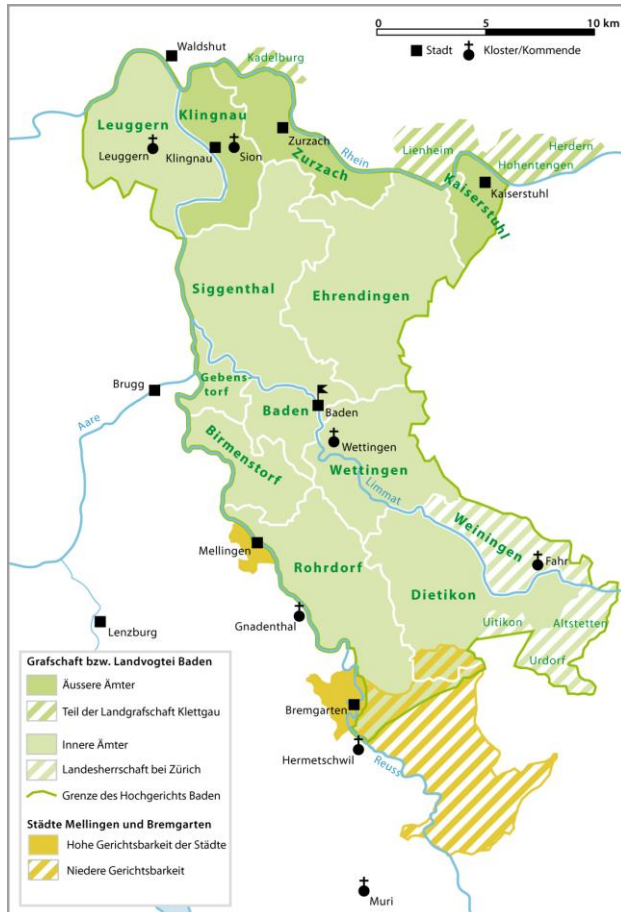 0 5 10 km
Stadt Kloster/Kommende
Waldshut
Kadelburg
Leuggern
Klingnau
Zurzach
Leuggern
Klingnau
Sion
Zurzach
Rhein
Lienheim
Herdern
Hohentengen
Kaiserstuhl
Kaiserstuhl
Siggenthal
Ehrendingen
Gebens-
torf
Brugg
Baden
Baden
Aare
Birmenstorf
Wettingen
Wettingen
Limmat
Weiningen
Mellingen
Fahr
Rohrdorf
Dietikon
Gnadenthal
Uitikon
Altstetten
Lenzburg
Urdorf
Bremgarten
Hermetschwil
Reuss
Muri
Grafschaft bzw. Landvogtei Baden
Äussere Ämter
Teil der Landgrafschaft Klettgau
Innere Ämter
Landesherrschaft bei Zürich
Grenze des Hochgerichts Baden
Städte Mellingen und Bremgarten
Hohe Gerichtsbarkeit der Städte
Niedere Gerichtsbarkeit